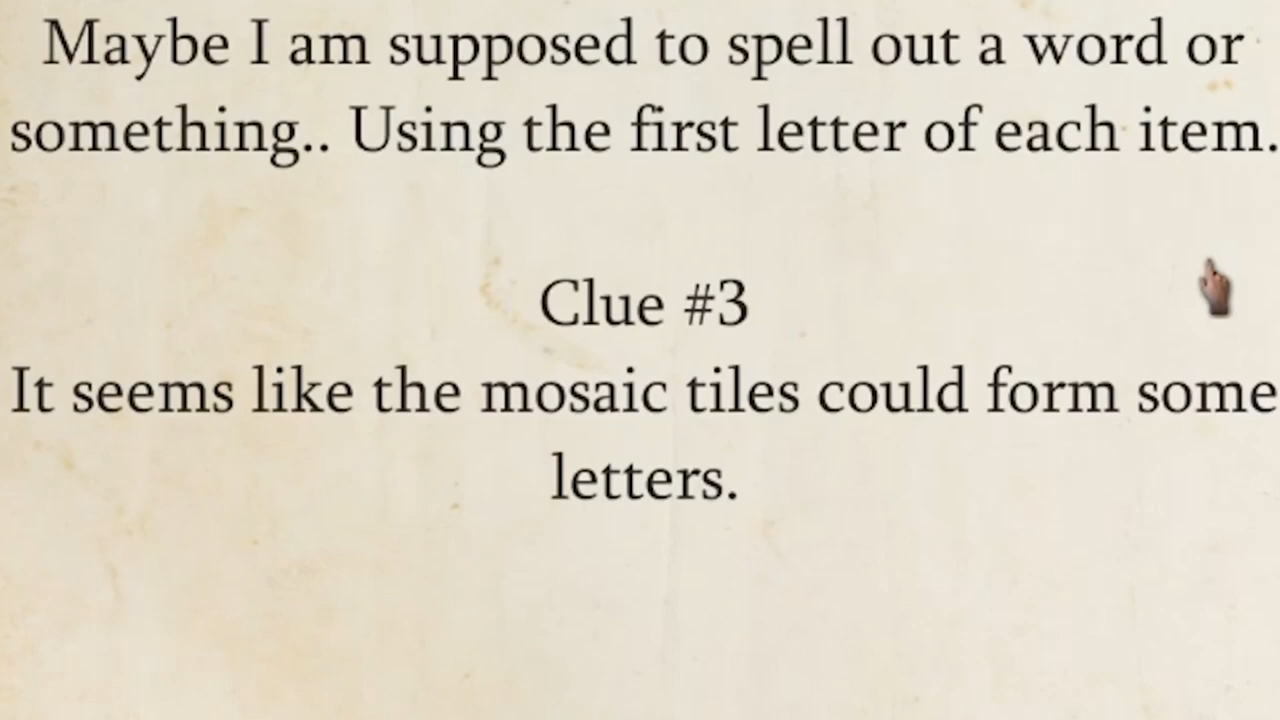 Maybe I am supposed to spell out a word or
something.. Using the first letter of each item.
Clue #3
It seems like the mosaic tiles could form some
letters.